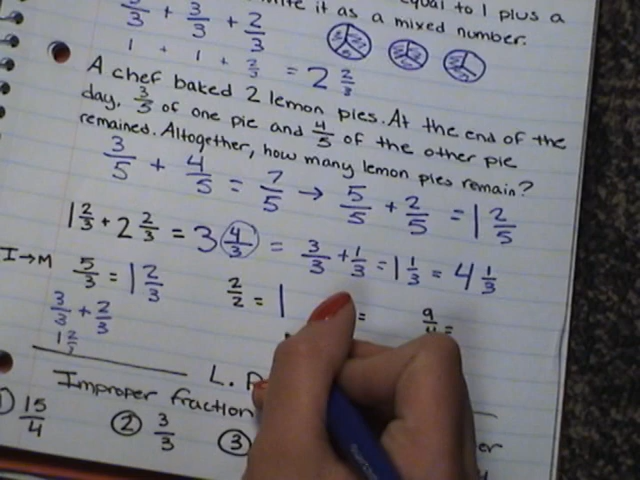 equal to 1 plus a
3/3 + 3/3 + 2/3 write it as a mixed number.
1 + 1 + 2/3 = 2 2/3
A chef baked 2 lemon pies. At the end of the
day, 3/5 of one pie and 4/5 of the other pie
remained. Altogether, how many lemon pies remain?
3/5 + 4/5 = 7/5 → 5/5 + 2/5 = 1 2/5
1 2/3 + 2 2/3 = 3 4/3 = 3/3 + 1/3 = 1 1/3 = 4 1/3
I → M 5/3 = 1 2/3 2/2 = 1 = 9/4 =
3/3 + 2/3
1 2/3
L. P
Improper fraction er
1) 15/4 2 3/3 3